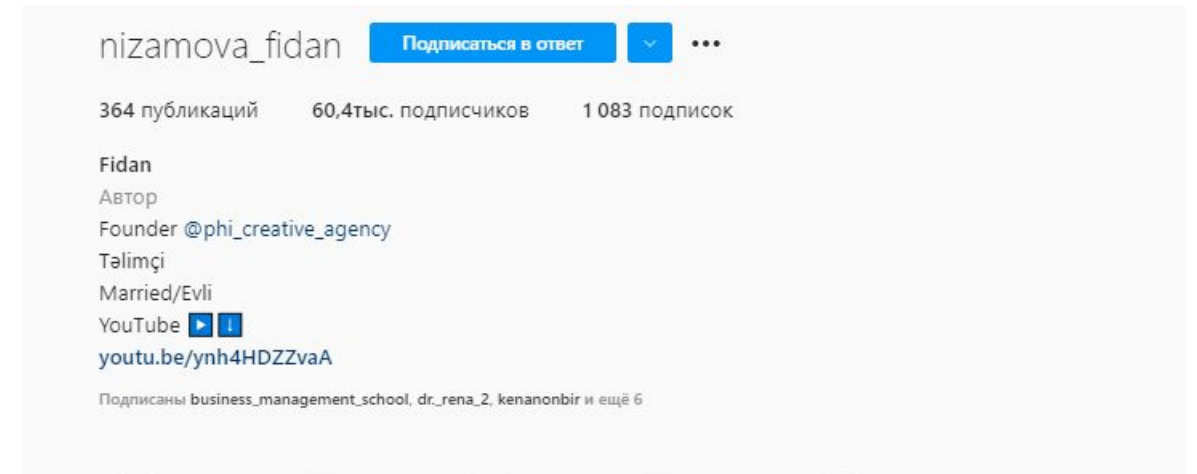 nizamova_fidan Подписаться в ответ
364 публикаций 60,4тыс. подписчиков 1 083 подписок
Fidan
Автор
Founder @phi_creative_agency
Təlimçi
Married/Evli
YouTube ▶️⬇️
youtu.be/ynh4HDZZvaA
Подписаны business_management_school, dr._rena_2, kenanonbir и ещё 6